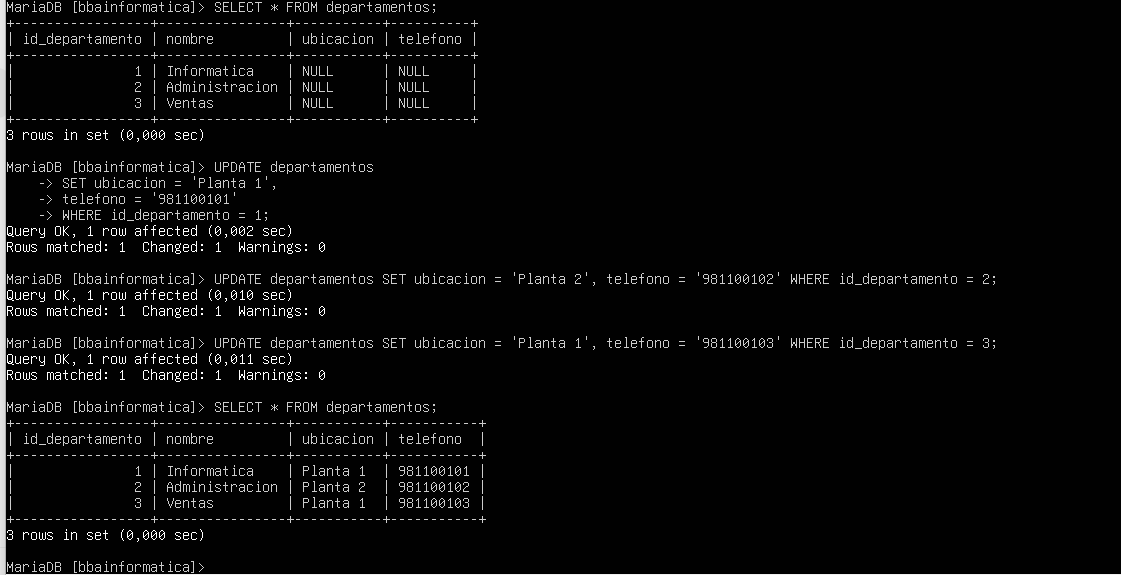 MariaDB [bbainformatica]> SELECT * FROM departamentos;
+-----------------+----------------+-----------+----------+
| id_departamento | nombre         | ubicacion | telefono |
+-----------------+----------------+-----------+----------+
|               1 | Informatica    | NULL      | NULL     |
|               2 | Administracion | NULL      | NULL     |
|               3 | Ventas         | NULL      | NULL     |
+-----------------+----------------+-----------+----------+
3 rows in set (0,000 sec)

MariaDB [bbainformatica]> UPDATE departamentos
    -> SET ubicacion = 'Planta 1',
    -> telefono = '981100101'
    -> WHERE id_departamento = 1;
Query OK, 1 row affected (0,002 sec)
Rows matched: 1  Changed: 1  Warnings: 0

MariaDB [bbainformatica]> UPDATE departamentos SET ubicacion = 'Planta 2', telefono = '981100102' WHERE id_departamento = 2;
Query OK, 1 row affected (0,010 sec)
Rows matched: 1  Changed: 1  Warnings: 0

MariaDB [bbainformatica]> UPDATE departamentos SET ubicacion = 'Planta 1', telefono = '981100103' WHERE id_departamento = 3;
Query OK, 1 row affected (0,011 sec)
Rows matched: 1  Changed: 1  Warnings: 0

MariaDB [bbainformatica]> SELECT * FROM departamentos;
+-----------------+----------------+-----------+-----------+
| id_departamento | nombre         | ubicacion | telefono  |
+-----------------+----------------+-----------+-----------+
|               1 | Informatica    | Planta 1  | 981100101 |
|               2 | Administracion | Planta 2  | 981100102 |
|               3 | Ventas         | Planta 1  | 981100103 |
+-----------------+----------------+-----------+-----------+
3 rows in set (0,000 sec)

MariaDB [bbainformatica]>